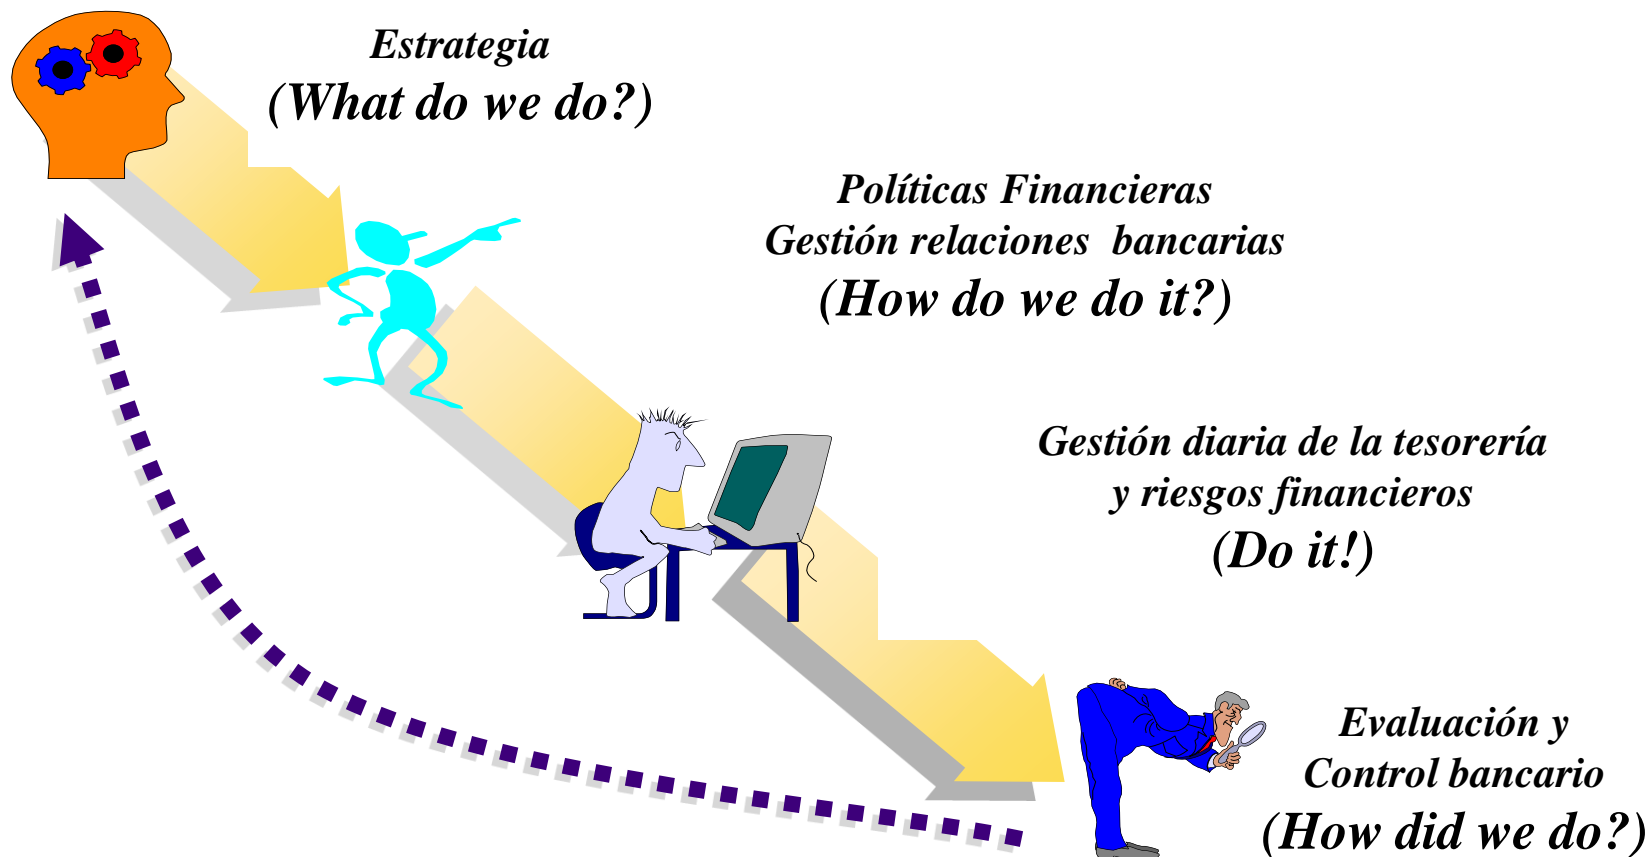 Estrategia
(What do we do?)
Políticas Financieras
Gestión relaciones bancarias
(How do we do it?)
Gestión diaria de la tesorería
y riesgos financieros
(Do it!)
Evaluación y
Control bancario
(How did we do?)